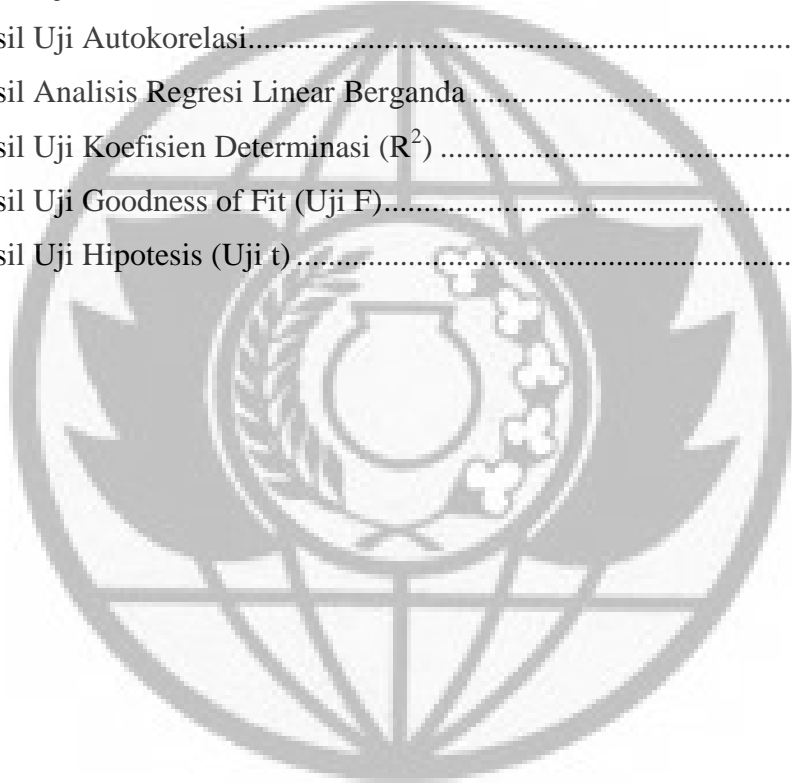 sil Uji Autokorelasi........................................................................
sil Analisis Regresi Linear Berganda ............................................
sil Uji Koefisien Determinasi (R²) ................................................
sil Uji Goodness of Fit (Uji F).......................................................
sil Uji Hipotesis (Uji t) ..................................................................